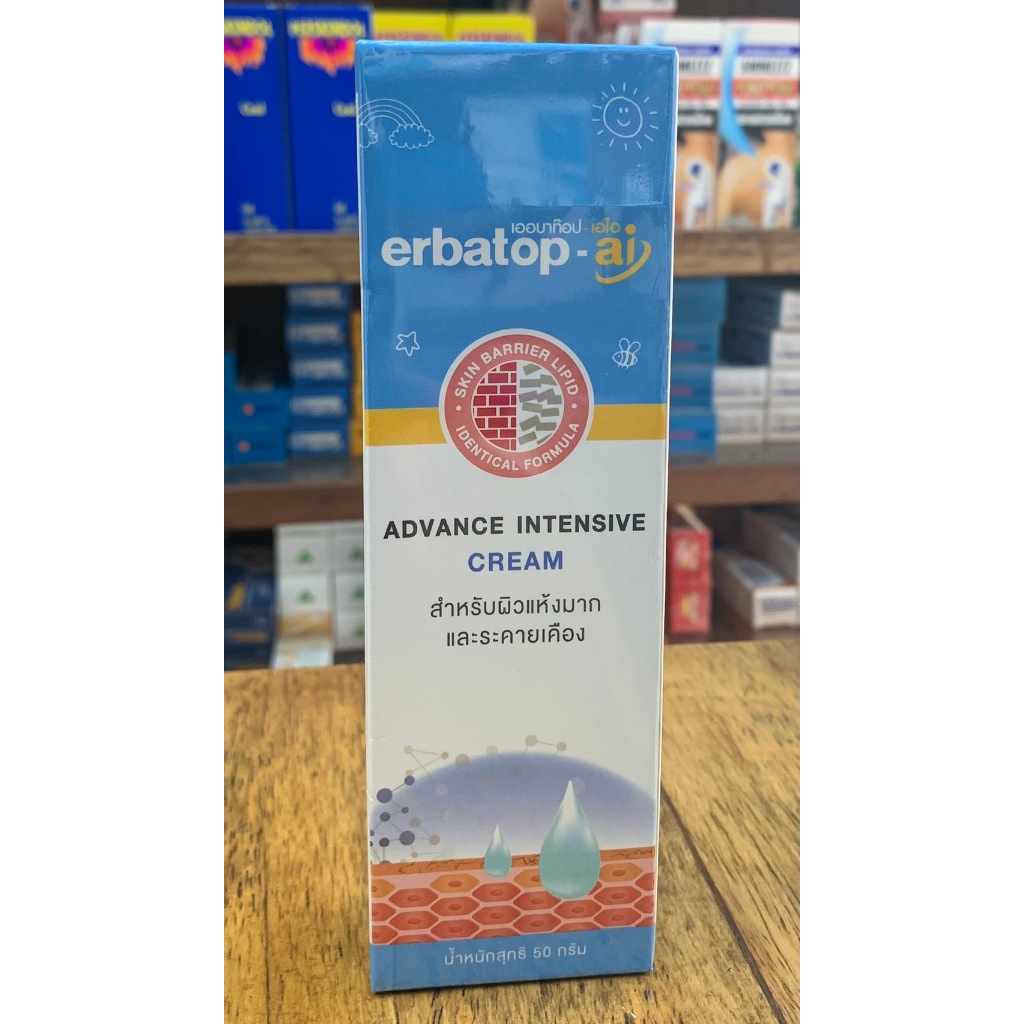 เออบาท๊อป - เอไอ
erbatop - ai
SKIN BARRIER LIPID
IDENTICAL FORMULA
ADVANCE INTENSIVE
CREAM
สำหรับผิวแห้งมาก
และระคายเคือง
น้ำหนักสุทธิ 50 กรัม